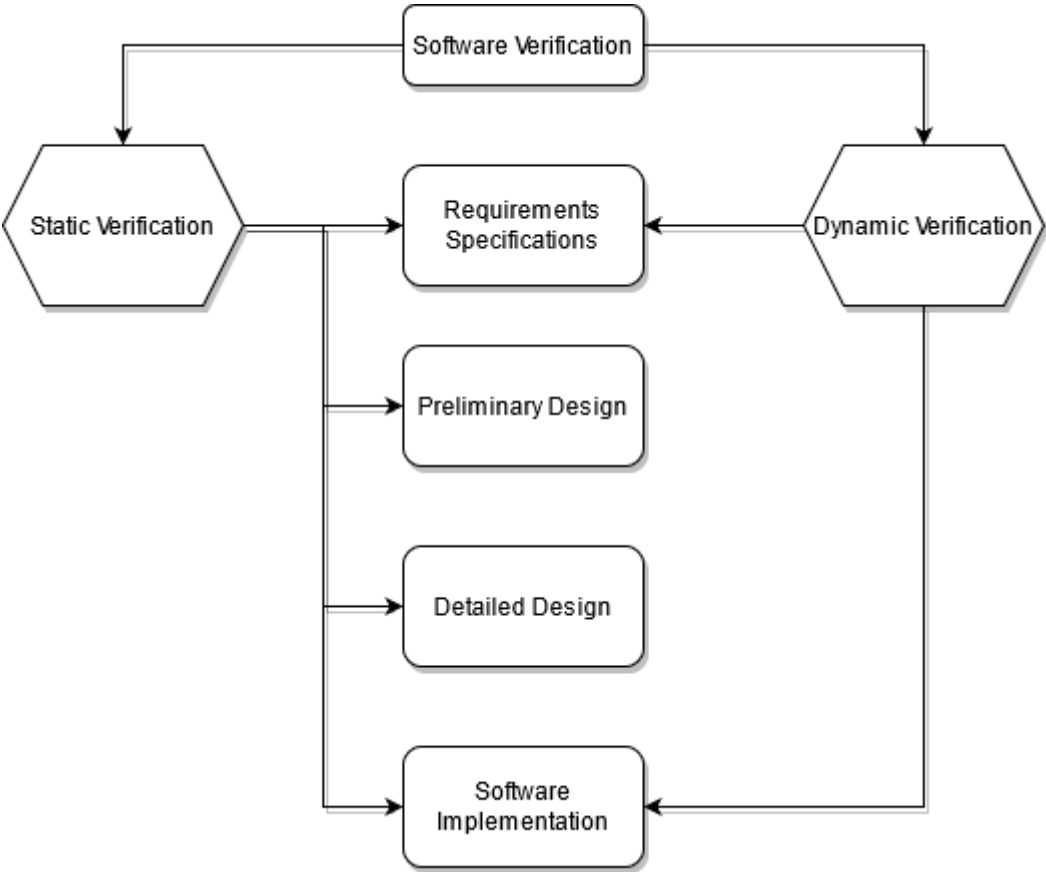 Software Verification
Static Verification
Requirements
Specifications
Dynamic Verification
Preliminary Design
Detailed Design
Software
Implementation